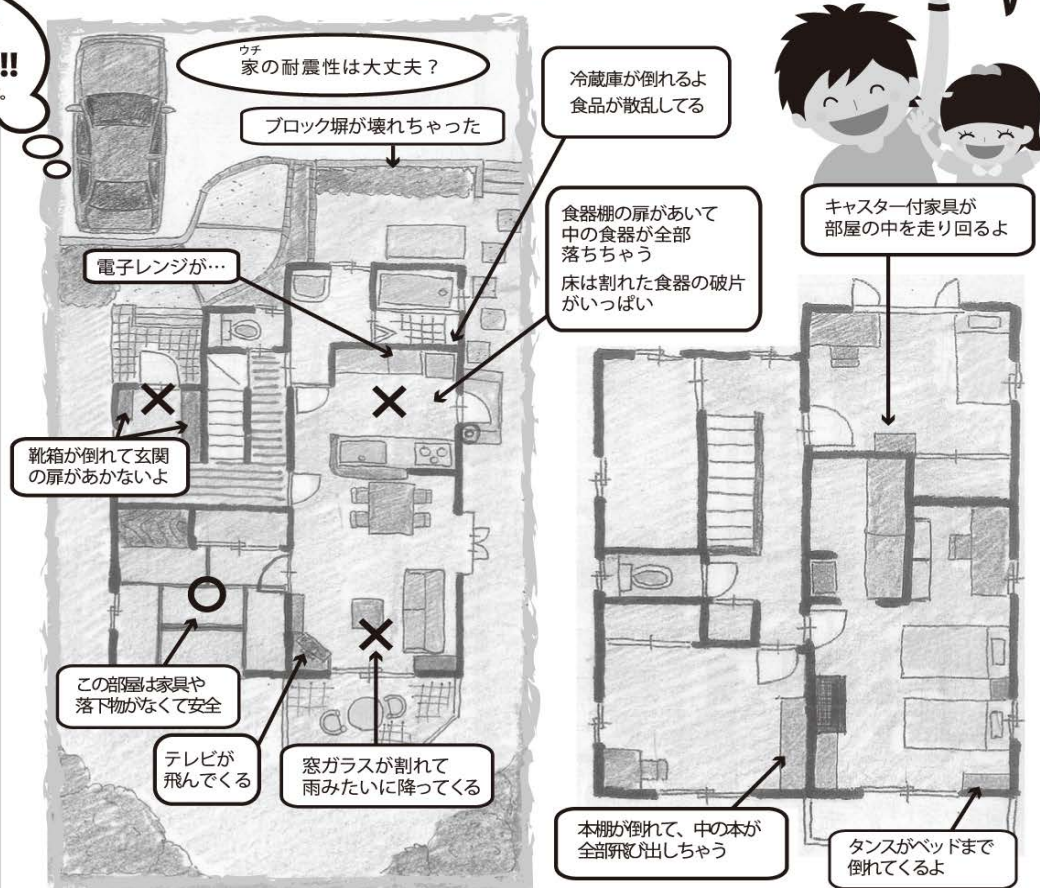 !!
。
ウチ
家の耐震性は大丈夫？
ブロック塀が壊れちゃった
冷蔵庫が倒れるよ
食品が散乱してる
電子レンジが…
食器棚の扉があいて
中の食器が全部
落ちちゃう
床は割れた食器の破片
がいっぱい
キャスター付家具が
部屋の中を走り回るよ
靴箱が倒れて玄関
の扉があかないよ
この部屋は家具や
落下物がなくて安全
テレビが
飛んでくる
窓ガラスが割れて
雨みたいに降ってくる
本棚が倒れて、中の本が
全部飛び出しちゃう
タンスがベッドまで
倒れてくるよ